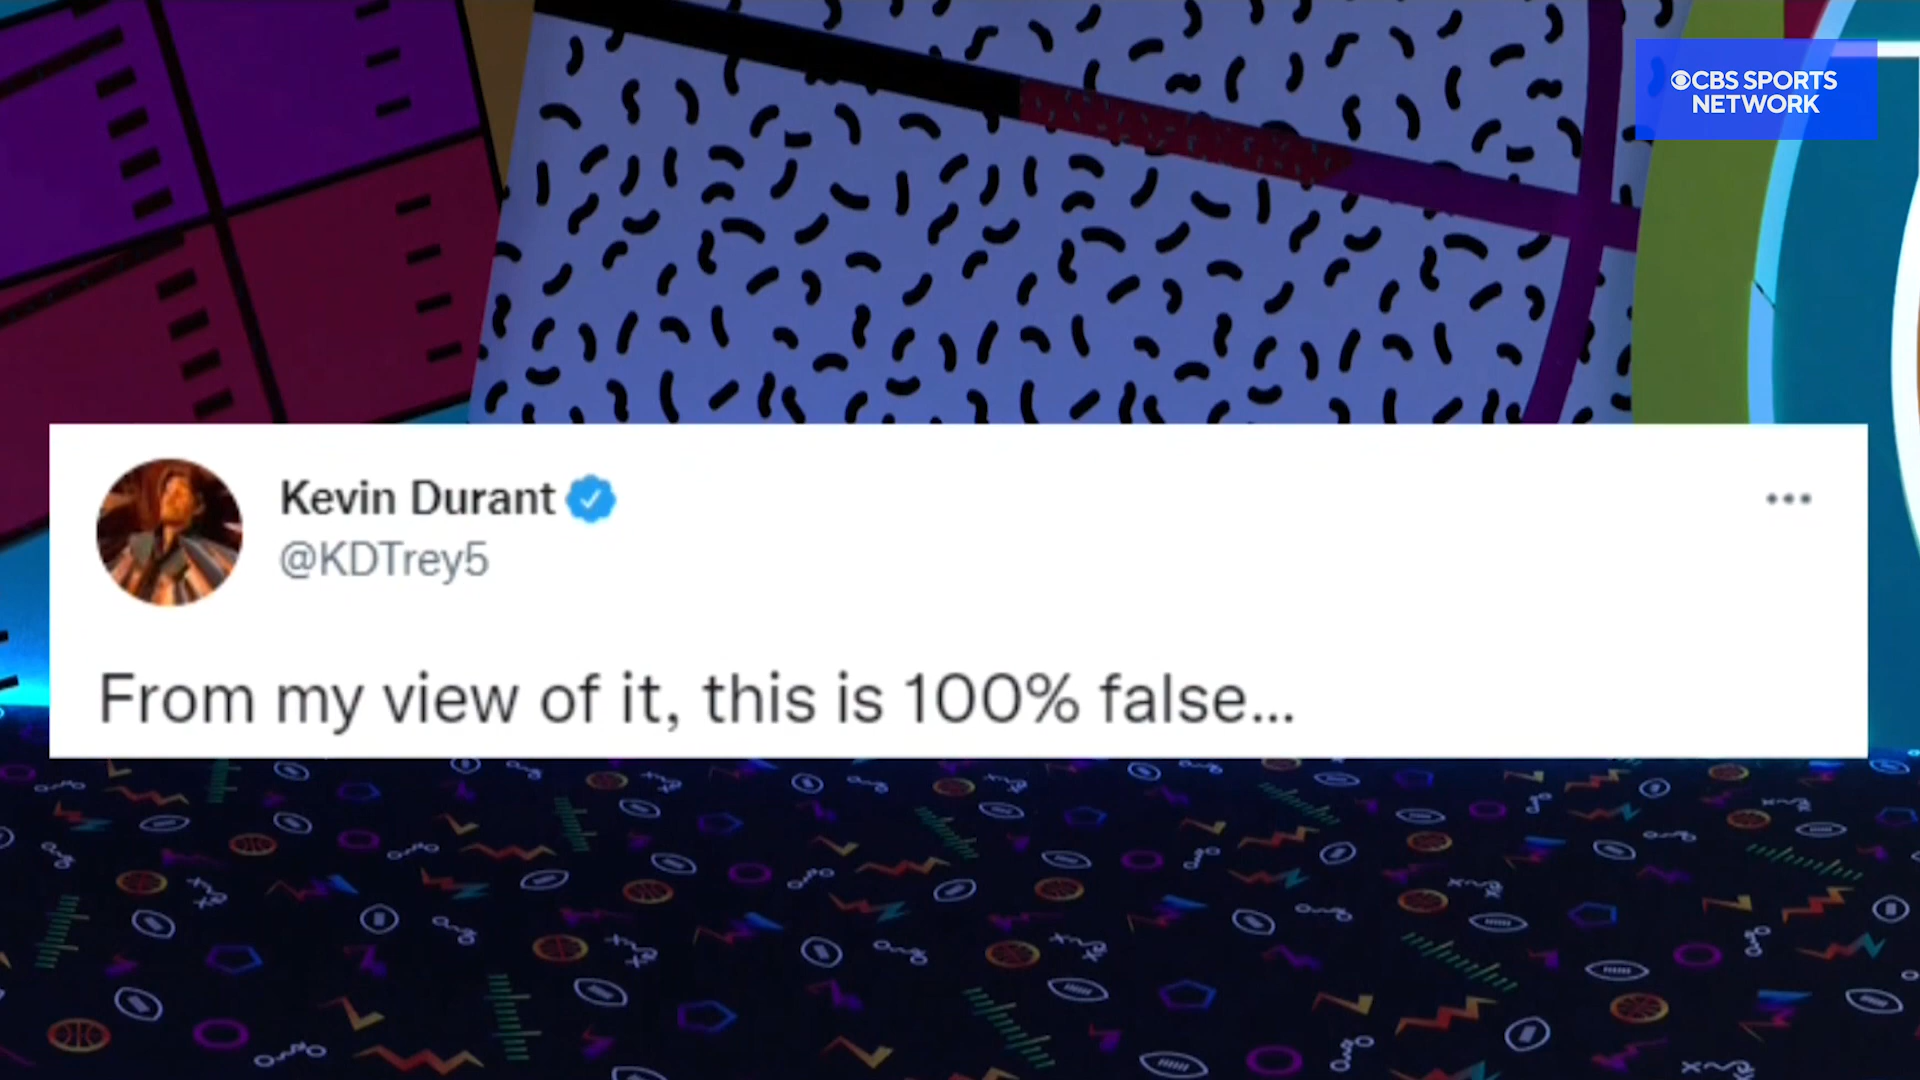 CBS SPORTS
NETWORK
Kevin Durant
@KDTrey5
From my view of it, this is 100% false...